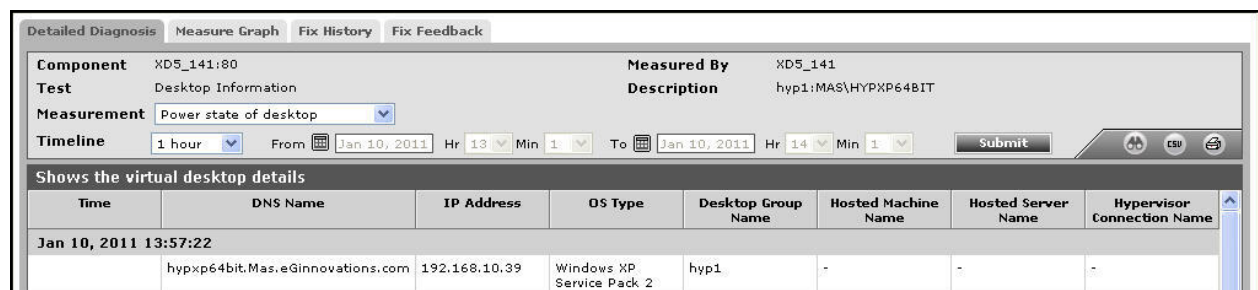 Detailed Diagnosis Measure Graph Fix History Fix Feedback
Component XD5_141:80 Measured By XD5_141
Test Desktop Information Description hyp1:MAS\HYPXP64BIT
Measurement Power state of desktop
Timeline 1 hour From Jan 10, 2011 Hr 13 Min 1 To Jan 10, 2011 Hr 14 Min 1 Submit CSV
Shows the virtual desktop details
Time DNS Name IP Address OS Type Desktop Group Name Hosted Machine Name Hosted Server Name Hypervisor Connection Name
Jan 10, 2011 13:57:22
hypxp64bit.Mas.eGinnovations.com 192.168.10.39 Windows XP Service Pack 2 hyp1 - - -